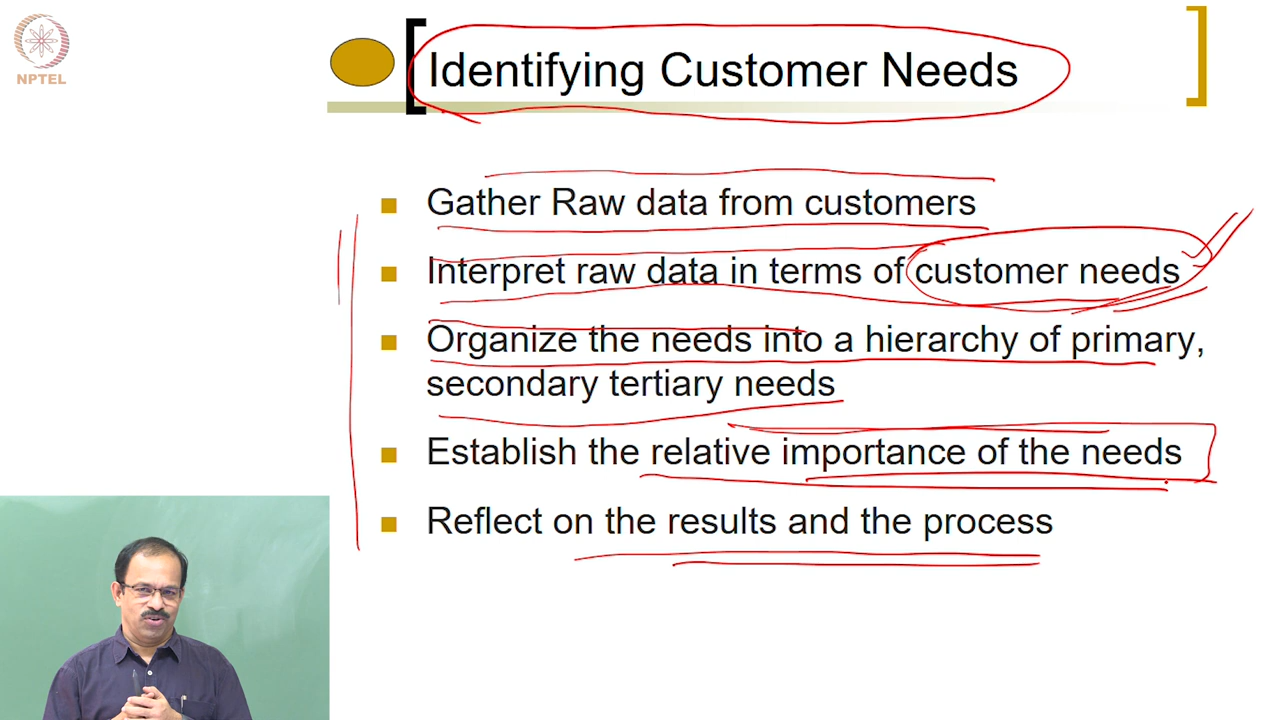 NPTEL
Identifying Customer Needs
Gather Raw data from customers
Interpret raw data in terms of customer needs
Organize the needs into a hierarchy of primary,
secondary tertiary needs
Establish the relative importance of the needs
Reflect on the results and the process